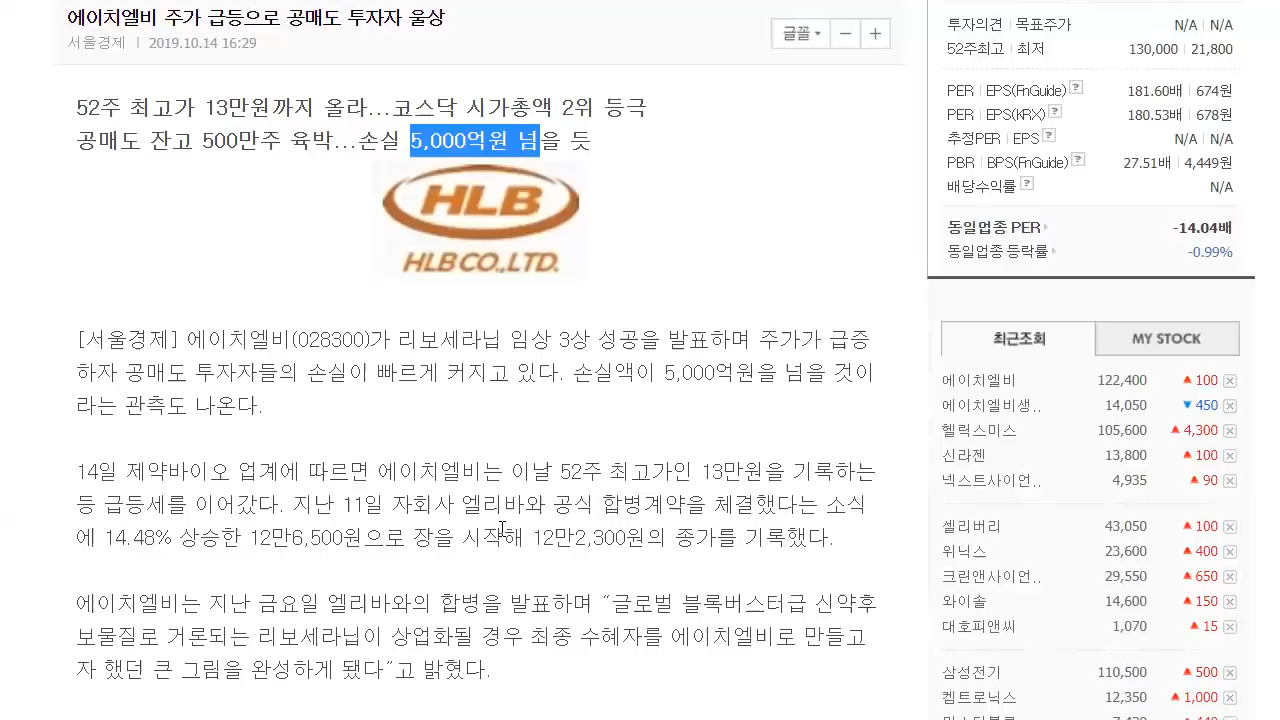 에이치엘비 주가 급등으로 공매도 투자자 울상
서울경제 | 2019.10.14 16:29
글꼴 − +
52주 최고가 13만원까지 올라...코스닥 시가총액 2위 등극
공매도 잔고 500만주 육박...손실 5,000억원 넘을 듯
HLB
HLB CO., LTD.
[서울경제] 에이치엘비(028300)가 리보세라닙 임상 3상 성공을 발표하며 주가가 급증
하자 공매도 투자자들의 손실이 빠르게 커지고 있다. 손실액이 5,000억원을 넘을 것이
라는 관측도 나온다.
14일 제약바이오 업계에 따르면 에이치엘비는 이날 52주 최고가인 13만원을 기록하는
등 급등세를 이어갔다. 지난 11일 자회사 엘리바와 공식 합병계약을 체결했다는 소식
에 14.48% 상승한 12만6,500원으로 장을 시작해 12만2,300원의 종가를 기록했다.
에이치엘비는 지난 금요일 엘리바와의 합병을 발표하며 “글로벌 블록버스터급 신약후
보물질로 거론되는 리보세라닙이 상업화될 경우 최종 수혜자를 에이치엘비로 만들고
자 했던 큰 그림을 완성하게 됐다”고 밝혔다.
투자의견 | 목표주가 N/A | N/A
52주최고 | 최저 130,000 | 21,800
PER | EPS(FnGuide) ? 181.60배 | 674원
PER | EPS(KRX) ? 180.53배 | 678원
추정PER | EPS ? N/A | N/A
PBR | BPS(FnGuide) ? 27.51배 | 4,449원
배당수익률 ? N/A
동일업종 PER -14.04배
동일업종 등락률 -0.99%
최근조회 MY STOCK
에이치엘비 122,400 ▲ 100
에이치엘비생.. 14,050 ▼ 450
헬릭스미스 105,600 ▲ 4,300
신라젠 13,800 ▲ 100
넥스트사이언.. 4,935 ▲ 90
셀리버리 43,050 ▲ 100
위닉스 23,600 ▲ 400
크린앤사이언.. 29,550 ▲ 650
와이솔 14,600 ▲ 150
대호피앤씨 1,070 ▲ 15
삼성전기 110,500 ▲ 500
켐트로닉스 12,350 ▲ 1,000